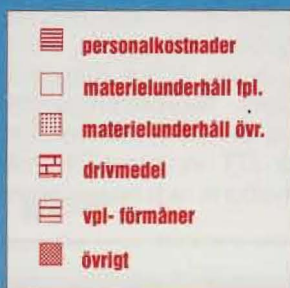 personalkostnader
materielunderhåll fpl.
materielunderhåll övr.
drivmedel
vpl- förmåner
övrigt